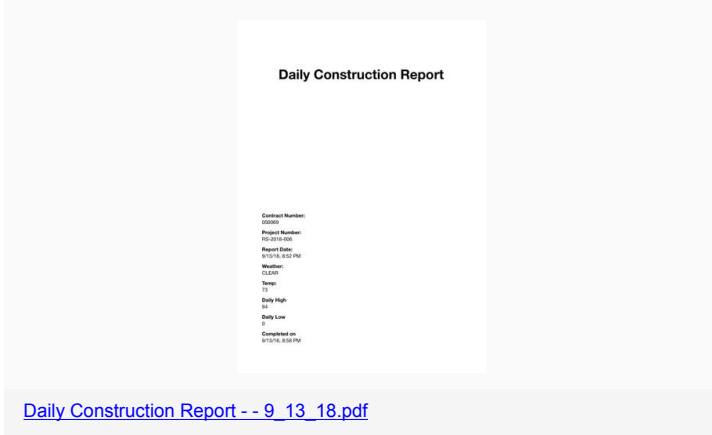 Daily Construction Report
Contract Number:
000069
Project Number:
RS-2018-006
Report Date:
9/13/18, 8:52 PM
Weather:
CLEAR
Temp:
73
Daily High
94
Daily Low
0
Completed on
9/13/18, 8:58 PM
Daily Construction Report - - 9_13_18.pdf